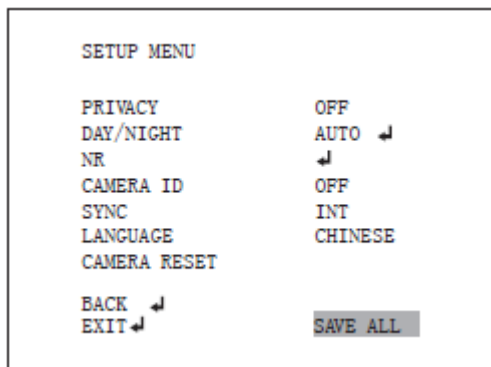 SETUP MENU
PRIVACY OFF
DAY/NIGHT AUTO ↲
NR ↲
CAMERA ID OFF
SYNC INT
LANGUAGE CHINESE
CAMERA RESET
BACK ↲
EXIT↲ SAVE ALL